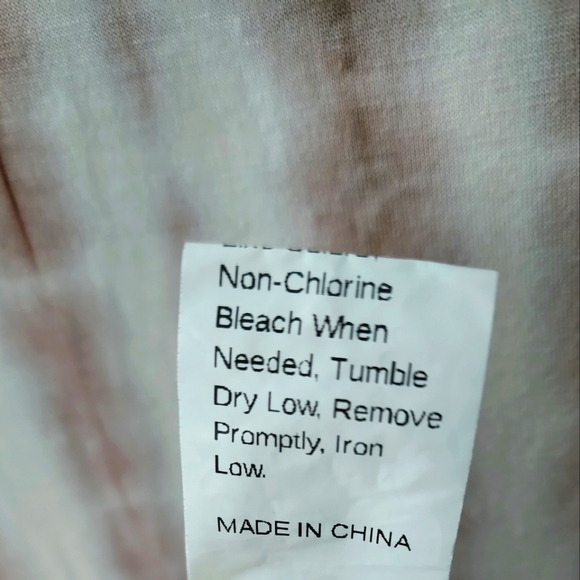 Non-Chlorine
Bleach When
Needed, Tumble
Dry Low, Remove
Promptly, Iron
Low.
MADE IN CHINA